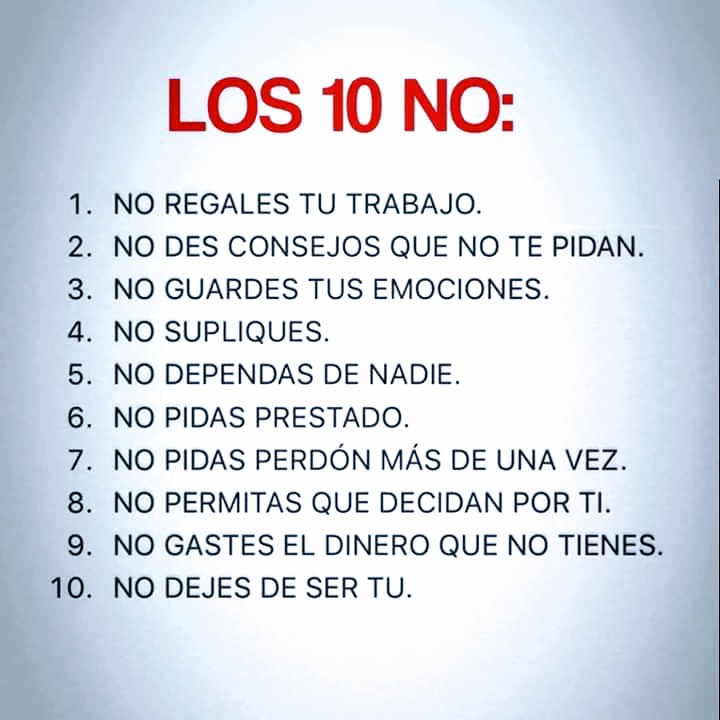 LOS 10 NO:
1. NO REGALES TU TRABAJO.
2. NO DES CONSEJOS QUE NO TE PIDAN.
3. NO GUARDES TUS EMOCIONES.
4. NO SUPLIQUES.
5. NO DEPENDAS DE NADIE.
6. NO PIDAS PRESTADO.
7. NO PIDAS PERDÓN MÁS DE UNA VEZ.
8. NO PERMITAS QUE DECIDAN POR TI.
9. NO GASTES EL DINERO QUE NO TIENES.
10. NO DEJES DE SER TU.